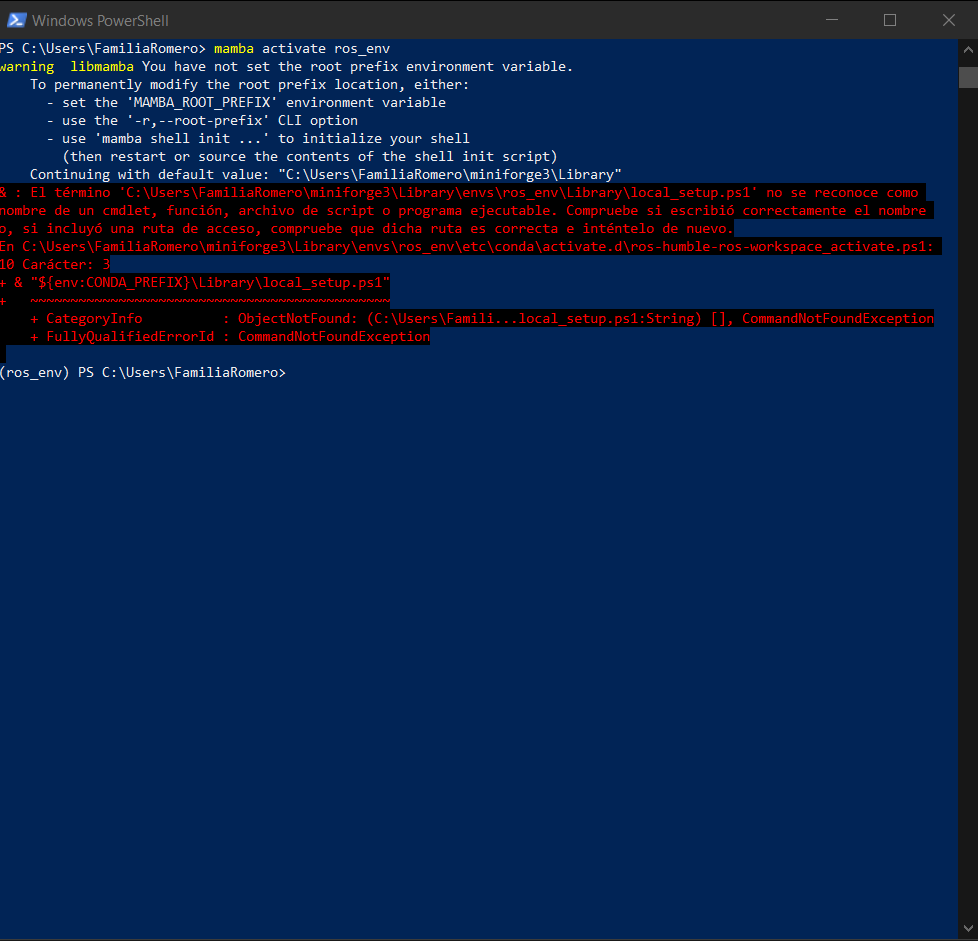 Windows PowerShell
PS C:\Users\FamiliaRomero> mamba activate ros_env
warning  libmamba You have not set the root prefix environment variable.
    To permanently modify the root prefix location, either:
      - set the 'MAMBA_ROOT_PREFIX' environment variable
      - use the '-r,--root-prefix' CLI option
      - use 'mamba shell init ...' to initialize your shell
        (then restart or source the contents of the shell init script)
    Continuing with default value: "C:\Users\FamiliaRomero\miniforge3\Library"
& : El término 'C:\Users\FamiliaRomero\miniforge3\Library\envs\ros_env\Library\local_setup.ps1' no se reconoce como
nombre de un cmdlet, función, archivo de script o programa ejecutable. Compruebe si escribió correctamente el nombre
o, si incluyó una ruta de acceso, compruebe que dicha ruta es correcta e inténtelo de nuevo.
En C:\Users\FamiliaRomero\miniforge3\Library\envs\ros_env\etc\conda\activate.d\ros-humble-ros-workspace_activate.ps1:
10 Carácter: 3
+ & "${env:CONDA_PREFIX}\Library\local_setup.ps1"
+   ~~~~~~~~~~~~~~~~~~~~~~~~~~~~~~~~~~~~~~~~~~~~~
    + CategoryInfo          : ObjectNotFound: (C:\Users\Famili...local_setup.ps1:String) [], CommandNotFoundException
    + FullyQualifiedErrorId : CommandNotFoundException
(ros_env) PS C:\Users\FamiliaRomero>